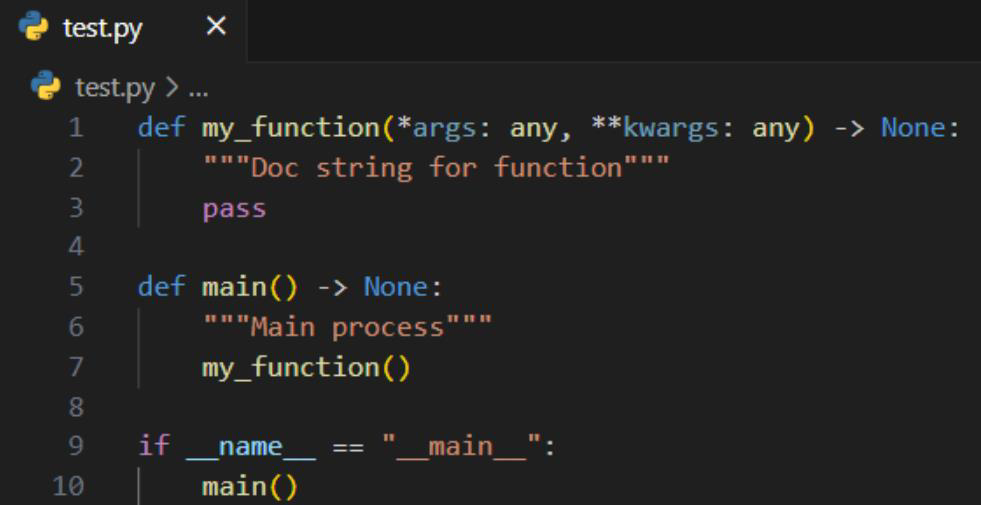 test.py ×
test.py > ...
1 def my_function(*args: any, **kwargs: any) -> None:
2     """Doc string for function"""
3     pass
4
5 def main() -> None:
6     """Main process"""
7     my_function()
8
9 if __name__ == "__main__":
10     main()